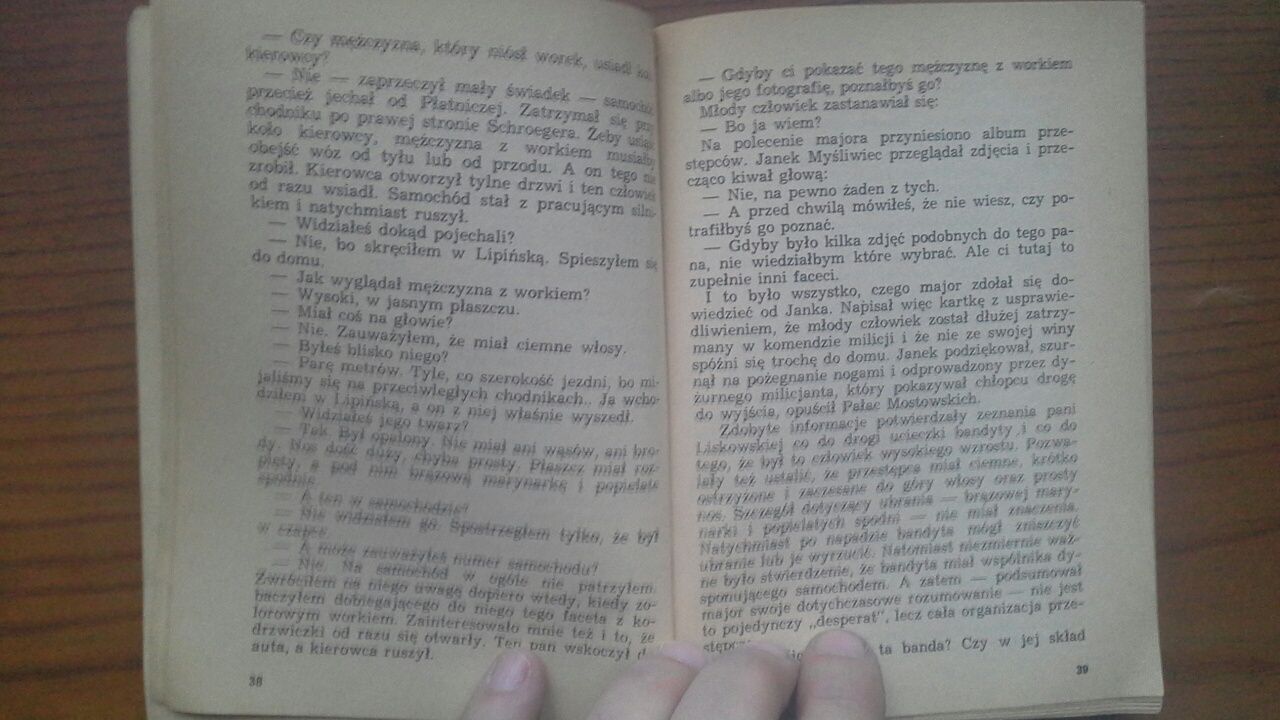 — Czy mężczyzna, który niósł worek, usiadł
kierowcy?
— Nie — zaprzeczył mały świadek — samochód
przecież jechał od Płatniczej. Zatrzymał się przy
chodniku po prawej stronie Schroegera. Żeby usiąść
koło kierowcy, mężczyzna z workiem musiałby
obejść wóz od tyłu lub od przodu. A on tego nie
zrobił. Kierowca otworzył tylne drzwi i ten człowiek
od razu wsiadł. Samochód stał z pracującym silni-
kiem i natychmiast ruszył.
— Widziałeś dokąd pojechali?
— Nie, bo skręciłem w Lipińską. Spieszyłem się
do domu.
— Jak wyglądał mężczyzna z workiem?
— Wysoki, w jasnym płaszczu.
— Miał coś na głowie?
— Nie. Zauważyłem, że miał ciemne włosy.
— Byłeś blisko niego?
— Parę metrów. Tyle, co szerokość jezdni, bo mi-
jaliśmy się na przeciwległych chodnikach. Ja wcho-
dziłem w Lipińską, a on z niej właśnie wyszedł.
— Widziałeś jego twarz?
— Tak. Był opalony. Nie miał ani wąsów, ani bro-
dy. Nos dość duży, chyba prosty. Płaszcz miał roz-
pięty, a pod nim brązową marynarkę i popielate
spodnie.
— A ten w samochodzie?
— Nie widziałem go. Spostrzegłem tylko, że był
w czapce.
— A może zauważyłeś numer samochodu?
— Nie. Na samochód w ogóle nie patrzyłem.
Zwróciłem na niego uwagę dopiero wtedy, kiedy zo-
baczyłem dobiegającego do niego tego faceta z ko-
lorowym workiem. Zainteresowało mnie też i to, że
drzwiczki od razu się otwarły. Ten pan wskoczył
auta, a kierowca ruszył.
38
— Gdyby ci pokazać tego mężczyznę z workiem
albo jego fotografię, poznałbyś go?
Młody człowiek zastanawiał się:
— Bo ja wiem?
Na polecenie majora przyniesiono album prze-
stępców. Janek Myśliwiec przeglądał zdjęcia i prze-
cząco kiwał głową:
— Nie, na pewno żaden z tych.
— A przed chwilą mówiłeś, że nie wiesz, czy po-
trafiłbyś go poznać.
— Gdyby było kilka zdjęć podobnych do tego pa-
na, nie wiedziałbym które wybrać. Ale ci tutaj to
zupełnie inni faceci.
I to było wszystko, czego major zdołał się do-
wiedzieć od Janka. Napisał więc kartkę z usprawie-
dliwieniem, że młody człowiek został dłużej zatrzy-
many w komendzie milicji i że nie ze swojej winy
spóźni się trochę do domu. Janek podziękował, szur-
nął na pożegnanie nogami i odprowadzony przez dy-
żurnego milicjanta, który pokazywał chłopcu drogę
do wyjścia, opuścił Pałac Mostowskich.
Zdobyte informacje potwierdzały zeznania pani
Liskowskiej co do drogi ucieczki bandyty i co do
tego, że był to człowiek wysokiego wzrostu. Pozwa-
lały też ustalić, że przestępca miał ciemne, krótko
ostrzyżone i zaczesane do góry włosy oraz prosty
nos. Szczegół dotyczący ubrania — brązowej mary-
narki i popielatych spodni — nie miał znaczenia.
Natychmiast po napadzie bandyta mógł zniszczyć
ubranie lub je wyrzucić. Natomiast niezmiernie waż-
ne było stwierdzenie, że bandyta miał wspólnika dy-
sponującego samochodem. A zatem — podsumował
major swoje dotychczasowe rozumowanie — nie jest
to pojedynczy „desperat", lecz cała organizacja prze-
ta banda? Czy w jej skład
39